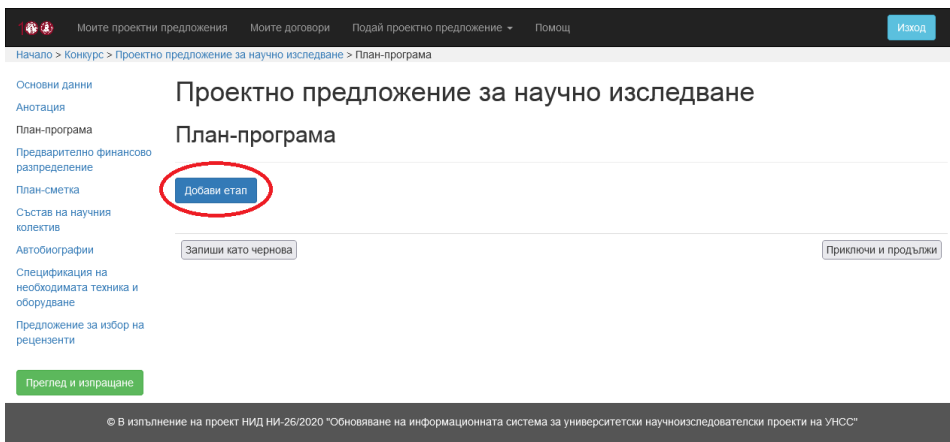 Моите проектни предложения Моите договори Подай проектно предложение Помощ Изход
Начало > Конкурс > Проектно предложение за научно изследване > План-програма
Основни данни
Анотация
План-програма
Предварително финансово
разпределение
План-сметка
Състав на научния
колектив
Автобиографии
Спецификация на
необходимата техника и
оборудване
Предложение за избор на
рецензенти
Преглед и изпращане
Проектно предложение за научно изследване
План-програма
Добави етап
Запиши като чернова Приключи и продължи
© В изпълнение на проект НИД НИ-26/2020 "Обновяване на информационната система за университетски научноизследователски проекти на УНСС"